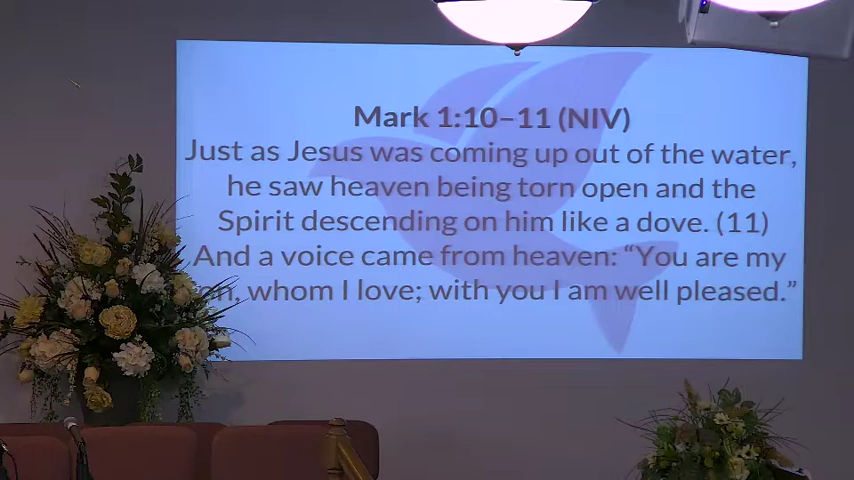 Mark 1:10–11 (NIV)
Just as Jesus was coming up out of the water,
he saw heaven being torn open and the
Spirit descending on him like a dove. (11)
And a voice came from heaven: “You are my
whom I love; with you I am well pleased.”